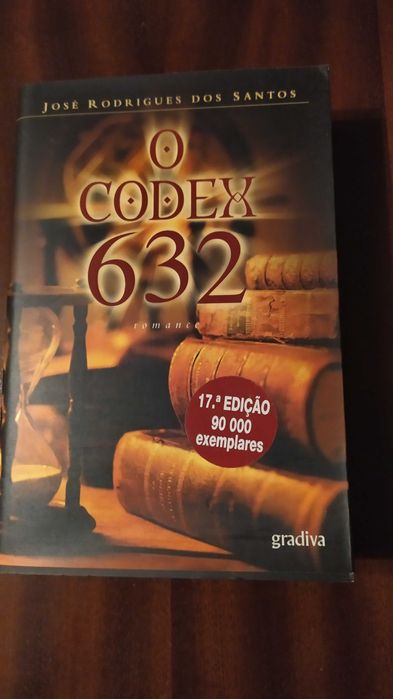 JOSÉ RODRIGUES DOS SANTOS
O
CODEX
632
romance
17.ª EDIÇÃO
90 000
exemplares
gradiva